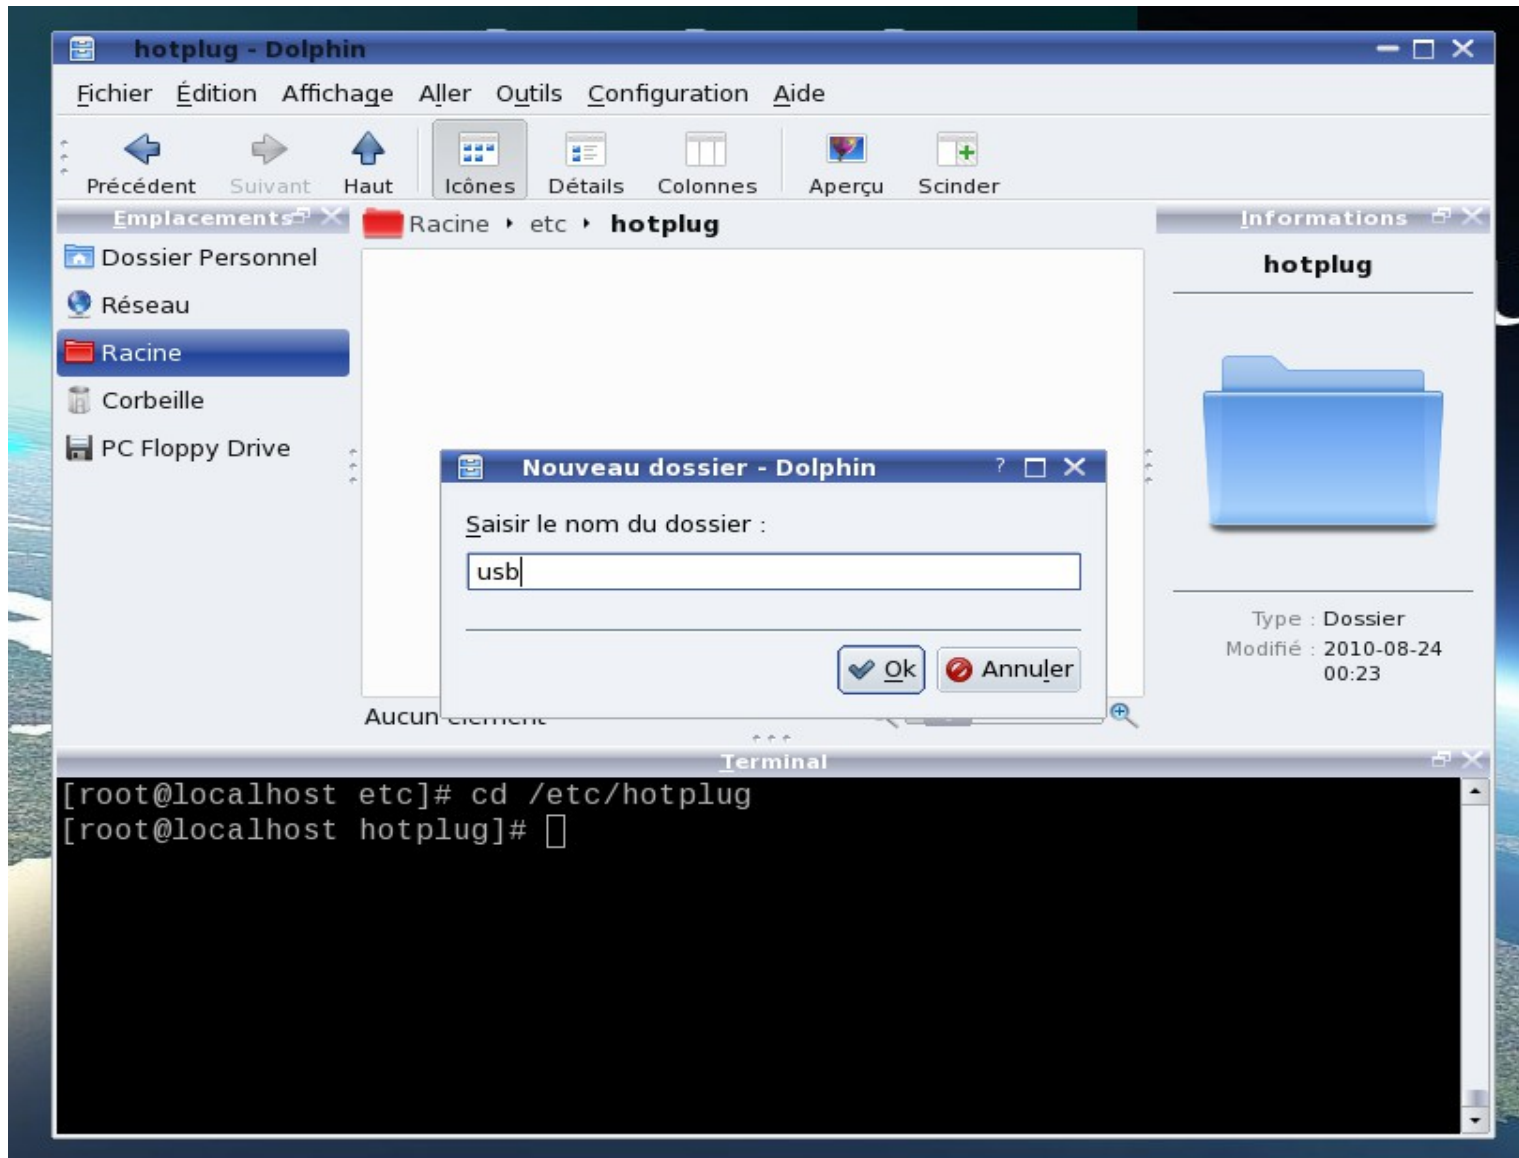 hotplug - Dolphin
Fichier Édition Affichage Aller Outils Configuration Aide
Précédent Suivant Haut Icônes Détails Colonnes Aperçu Scinder
Emplacements
Dossier Personnel
Réseau
Racine
Corbeille
PC Floppy Drive
Racine etc hotplug
Informations
hotplug
Type : Dossier
Modifié : 2010-08-24
00:23
Nouveau dossier - Dolphin ?
Saisir le nom du dossier :
usb
Ok Annuler
Aucun élément
Terminal
[root@localhost etc]# cd /etc/hotplug
[root@localhost hotplug]#